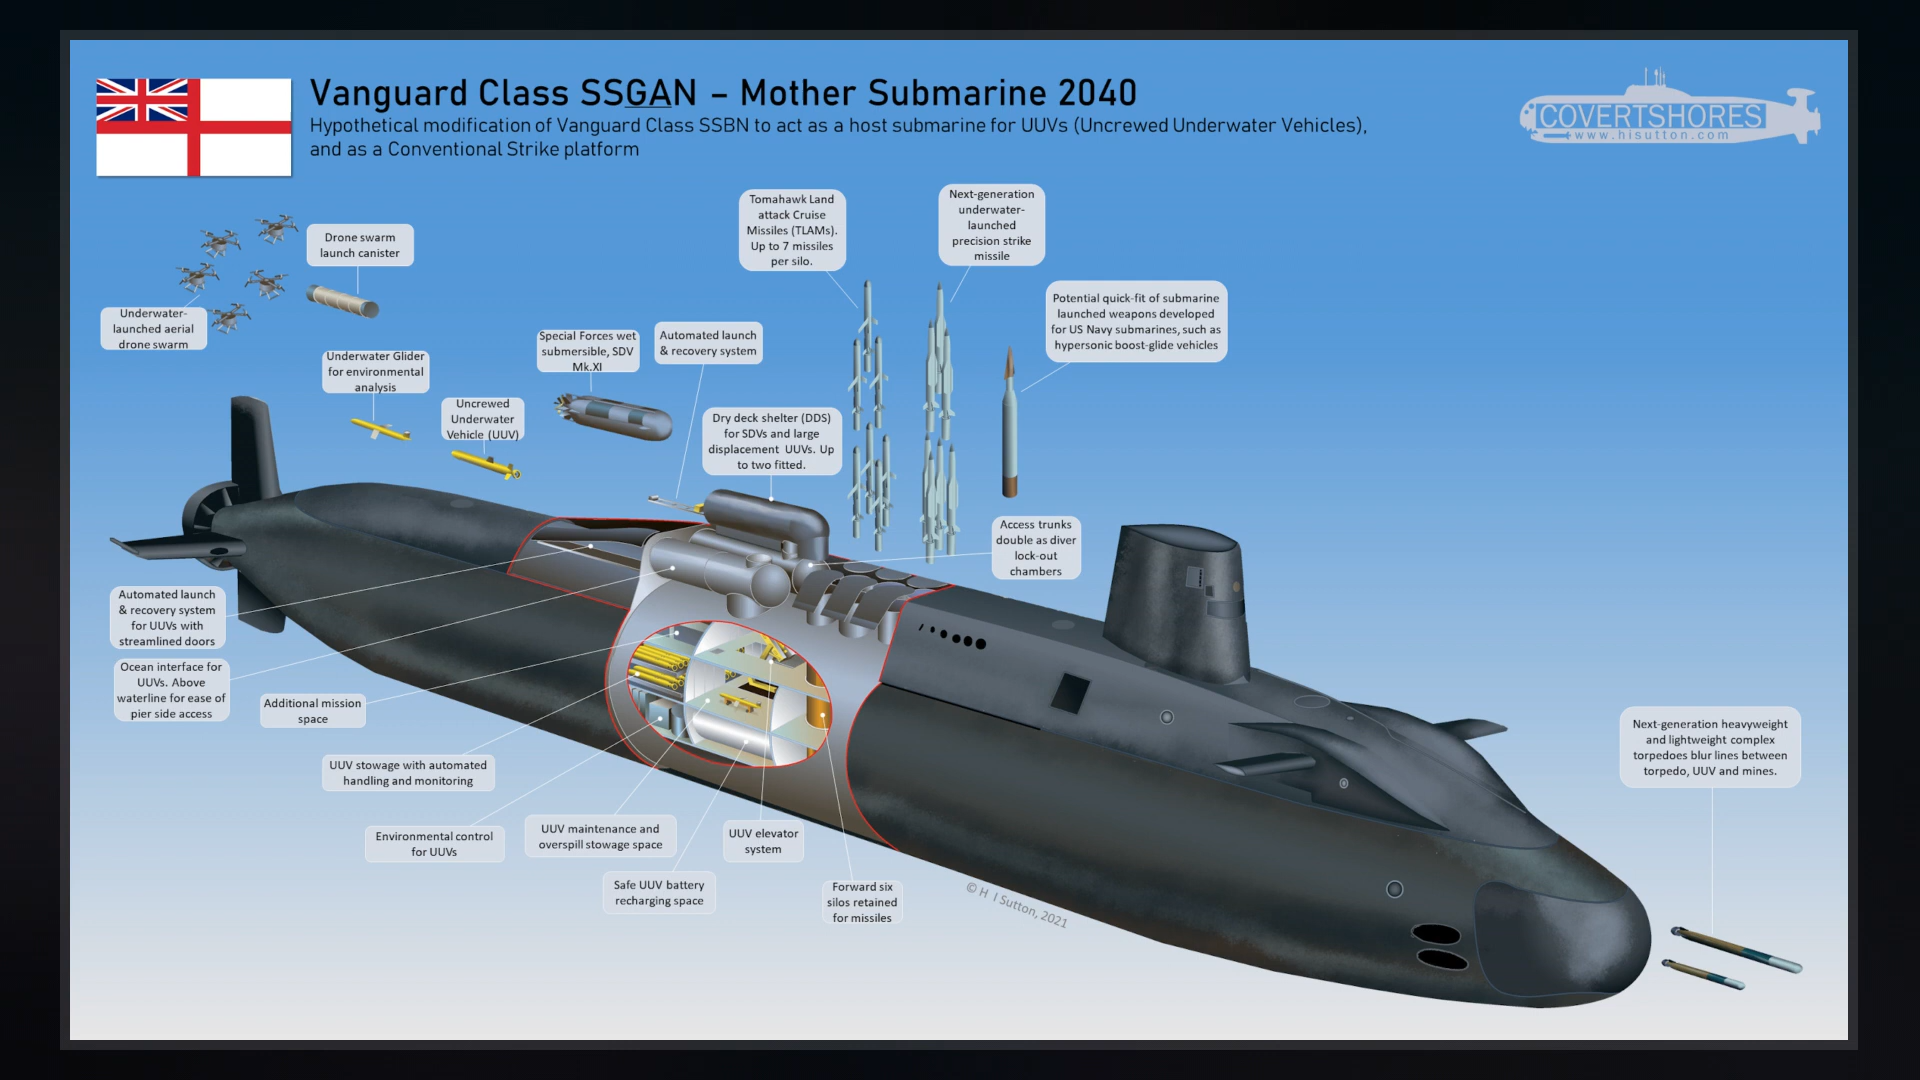 Vanguard Class SSGAN – Mother Submarine 2040
Hypothetical modification of Vanguard Class SSBN to act as a host submarine for UUVs (Uncrewed Underwater Vehicles),
and as a Conventional Strike platform
COVERTSHORES
www.hisutton.com
Drone swarm
launch canister
Underwater-
launched aerial
drone swarm
Underwater Glider
for environmental
analysis
Uncrewed
Underwater
Vehicle (UUV)
Special Forces wet
submersible, SDV
Mk.XI
Automated launch
& recovery system
Dry deck shelter (DDS)
for SDVs and large
displacement UUVs. Up
to two fitted.
Tomahawk Land
attack Cruise
Missiles (TLAMs).
Up to 7 missiles
per silo.
Next-generation
underwater-
launched
precision strike
missile
Potential quick-fit of submarine
launched weapons developed
for US Navy submarines, such as
hypersonic boost-glide vehicles
Access trunks
double as diver
lock-out
chambers
Automated launch
& recovery system
for UUVs with
streamlined doors
Ocean interface for
UUVs. Above
waterline for ease of
pier side access
Additional mission
space
UUV stowage with automated
handling and monitoring
Environmental control
for UUVs
UUV maintenance and
overspill stowage space
Safe UUV battery
recharging space
UUV elevator
system
Forward six
silos retained
for missiles
Next-generation heavyweight
and lightweight complex
torpedoes blur lines between
torpedo, UUV and mines.
© H I Sutton, 2021